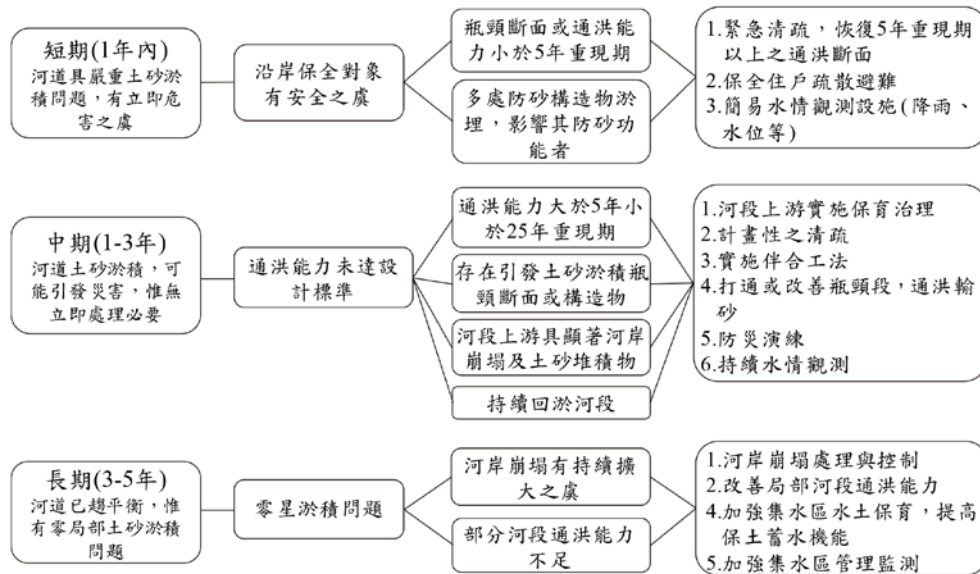 短期(1年內)
河道具嚴重土砂淤
積問題，有立即危
害之虞
沿岸保全對象
有安全之虞
瓶頸斷面或通洪能
力小於5年重現期
多處防砂構造物淤
埋，影響其防砂功
能者
1.緊急清疏，恢復5年重現期
以上之通洪斷面
2.保全住戶疏散避難
3.簡易水情觀測設施(降雨、
水位等)
中期(1-3年)
河道土砂淤積，可
能引發災害，惟無
立即處理必要
通洪能力未達設
計標準
通洪能力大於5年小
於25年重現期
存在引發土砂淤積瓶
頸斷面或構造物
河段上游具顯著河岸
崩塌及土砂堆積物
持續回淤河段
1.河段上游實施保育治理
2.計畫性之清疏
3.實施伴合工法
4.打通或改善瓶頸段，通洪輸
砂
5.防災演練
6.持續水情觀測
長期(3-5年)
河道已趨平衡，惟
有零局部土砂淤積
問題
零星淤積問題
河岸崩塌有持續擴
大之虞
部分河段通洪能力
不足
1.河岸崩塌處理與控制
2.改善局部河段通洪能力
4.加強集水區水土保育，提高
保土蓄水機能
5.加強集水區管理監測